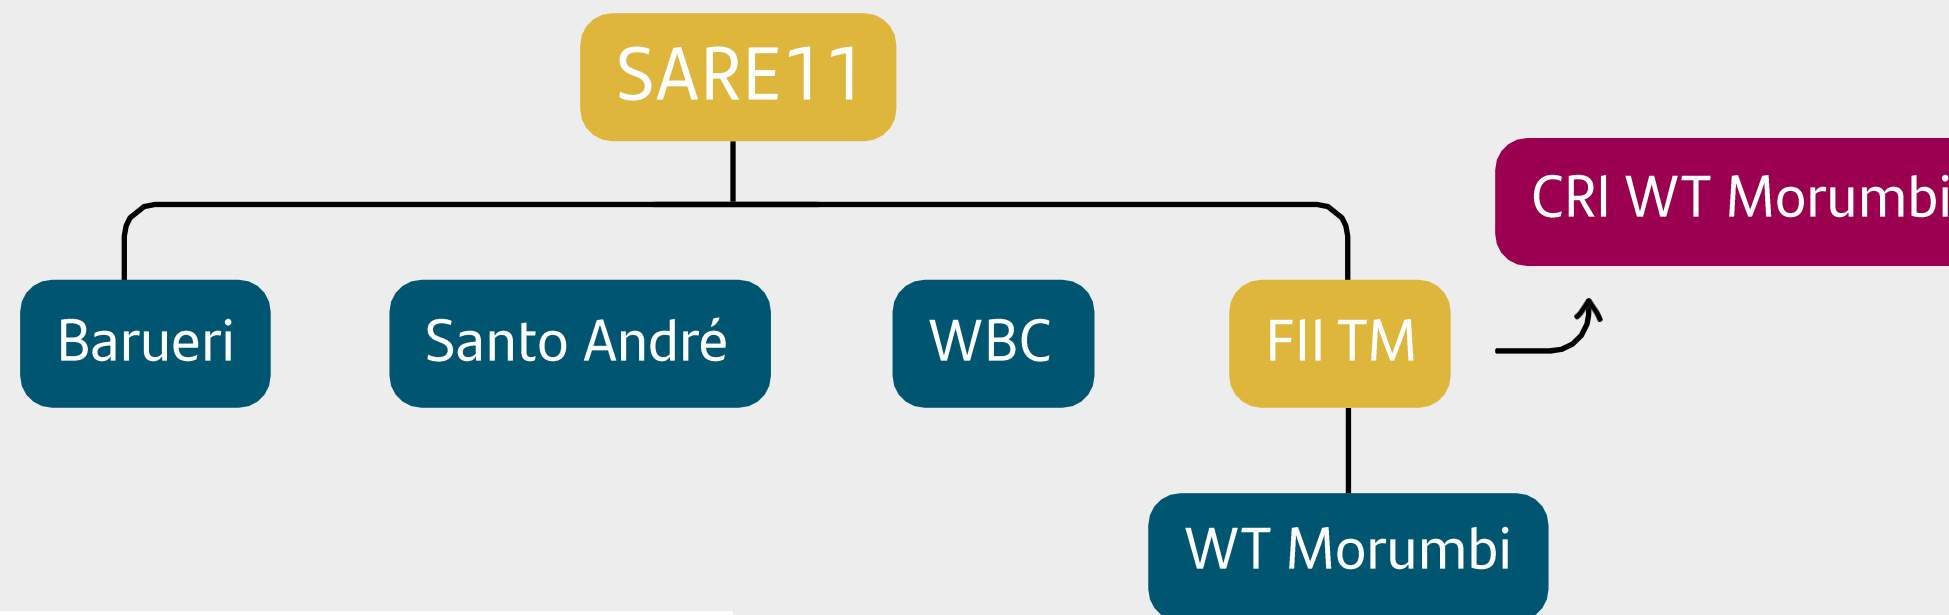 SARE11
CRI WT Morumbi
Barueri
Santo André
WBC
FII TM
WT Morumbi